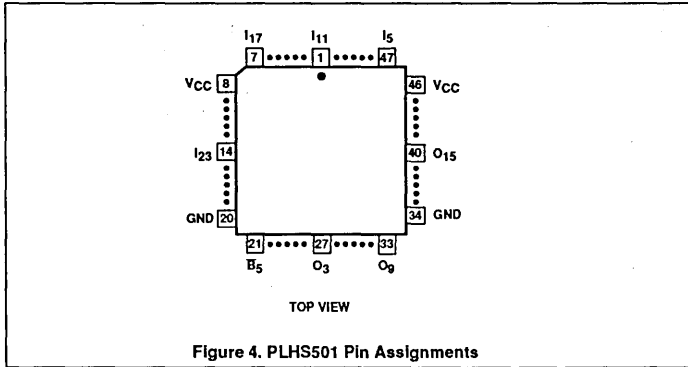 I17 I11 I5
7 1 47
VCC 8 46 VCC
I23 14 40 O15
GND 20 34 GND
21 27 33
B̅5 O3 O9
TOP VIEW
Figure 4. PLHS501 Pin Assignments